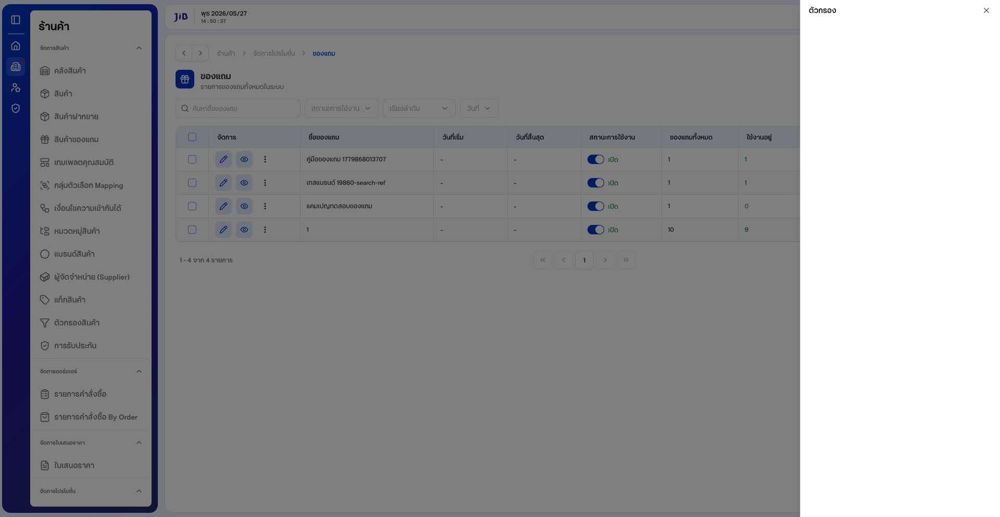 ร้านค้า
จัดการสินค้า
คลังสินค้า
สินค้า
สินค้าฝากขาย
สินค้าของแถม
เทมเพลตคุณสมบัติ
กลุ่มตัวเลือก Mapping
เงื่อนไขความเข้ากันได้
หมวดหมู่สินค้า
แบรนด์สินค้า
ผู้จัดจำหน่าย (Supplier)
แท็กสินค้า
ตัวกรองสินค้า
การรับประกัน
จัดการออร์เดอร์
รายการคำสั่งซื้อ
รายการคำสั่งซื้อ By Order
จัดการใบเสนอราคา
ใบเสนอราคา
จัดการโปรโมชั่น
JIB
พุธ 2026/05/27
14 : 50 : 37
ร้านค้า จัดการโปรโมชั่น ของแถม
ของแถม
รายการของแถมทั้งหมดในระบบ
ค้นหาชื่อของแถม สถานะการใช้งาน เรียงลำดับ วันที่
จัดการ ชื่อของแถม วันที่เริ่ม วันที่สิ้นสุด สถานะการใช้งาน ของแถมทั้งหมด ใช้งานอยู่
คู่มือของแถม 1779868013707 - - เปิด 1 1
เทสแบรนด์ 19860-search-ref - - เปิด 1 1
แคมเปญทดสอบของแถม - - เปิด 1 0
1 - - เปิด 10 9
1 - 4 จาก 4 รายการ 1
ตัวกรอง